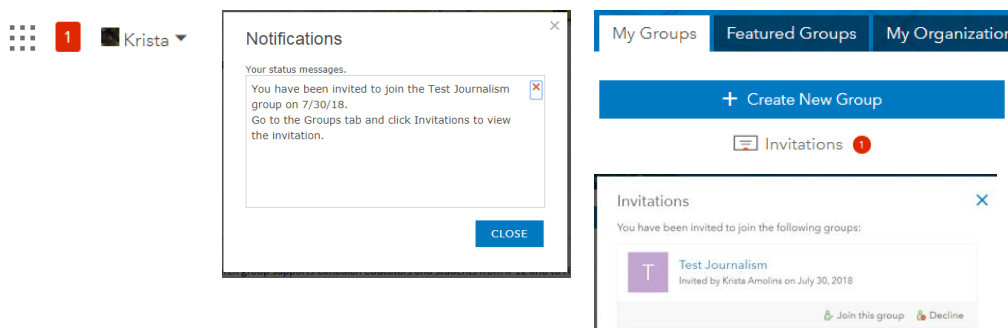 1 Krista
Notifications
Your status messages.
You have been invited to join the Test Journalism
group on 7/30/18.
Go to the Groups tab and click Invitations to view
the invitation.
CLOSE
My Groups Featured Groups My Organization
+ Create New Group
Invitations 1
Invitations
You have been invited to join the following groups:
T
Test Journalism
Invited by Krista Amolins on July 30, 2018
Join this group Decline